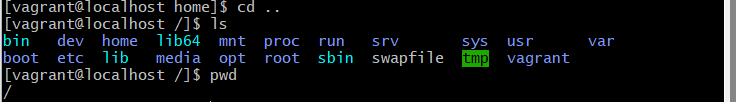 [vagrant@localhost home]$ cd ..
[vagrant@localhost /]$ ls
bin dev home lib64 mnt proc run srv sys usr var
boot etc lib media opt root sbin swapfile tmp vagrant
[vagrant@localhost /]$ pwd
/